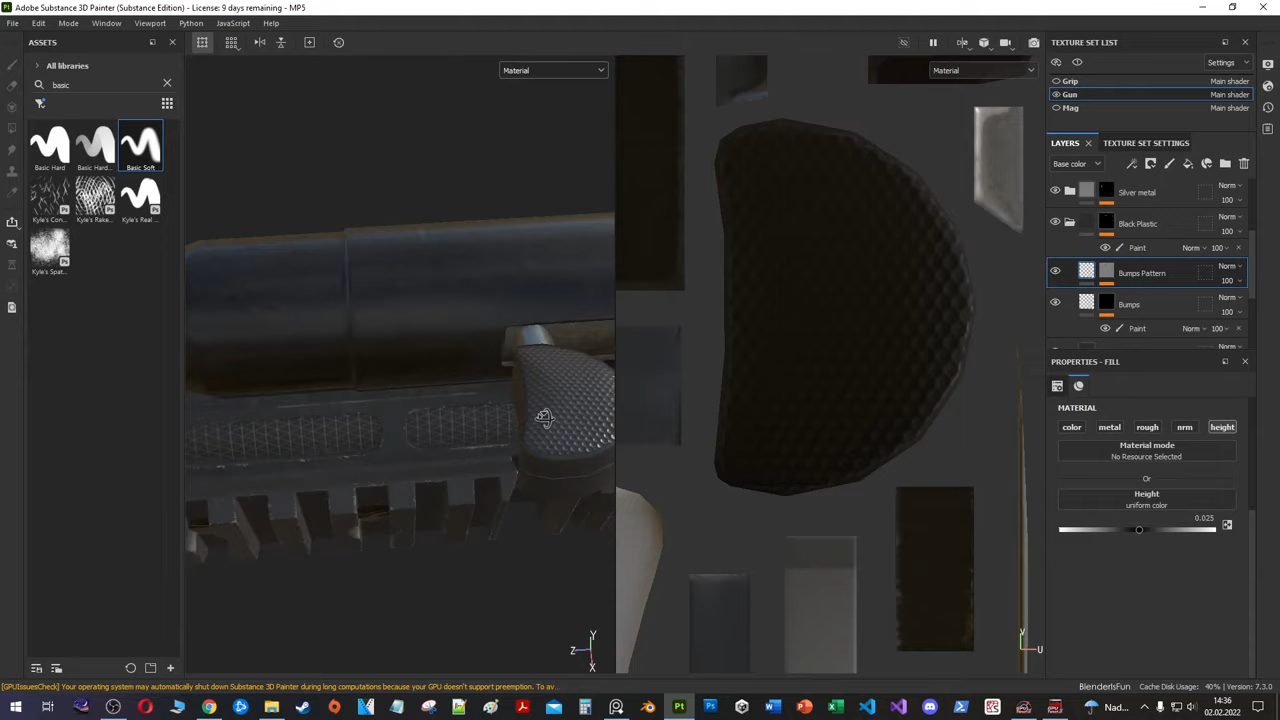 Adobe Substance 3D Painter (Substance Edition) - License: 9 days remaining - MP5
File Edit Mode Window Viewport Python JavaScript Help
ASSETS
All libraries
basic
Basic Hard
Basic Hard...
Basic Soft
Kyle's Con...
Kyle's Rake...
Kyle's Real ...
Kyle's Spat...
Material
Material
Y
Z
X
V
U
TEXTURE SET LIST
Settings
Grip Main shader
Gun Main shader
Mag Main shader
LAYERS TEXTURE SET SETTINGS
Base color
Silver metal Norm 100
Black Plastic Norm 100
Paint Norm 100
Bumps Pattern Norm 100
Bumps Norm 100
Paint Norm 100
PROPERTIES - FILL
MATERIAL
color metal rough nrm height
Material mode
No Resource Selected
Or
Height
uniform color
0.025
[GPUIssuesCheck] Your operating system may automatically shut down Substance 3D Painter during long computations because your GPU doesn't support preemption. To av...
BlenderIsFun Cache Disk Usage: 40% | Version: 7.3.0
Nad...
14:36
02.02.2022